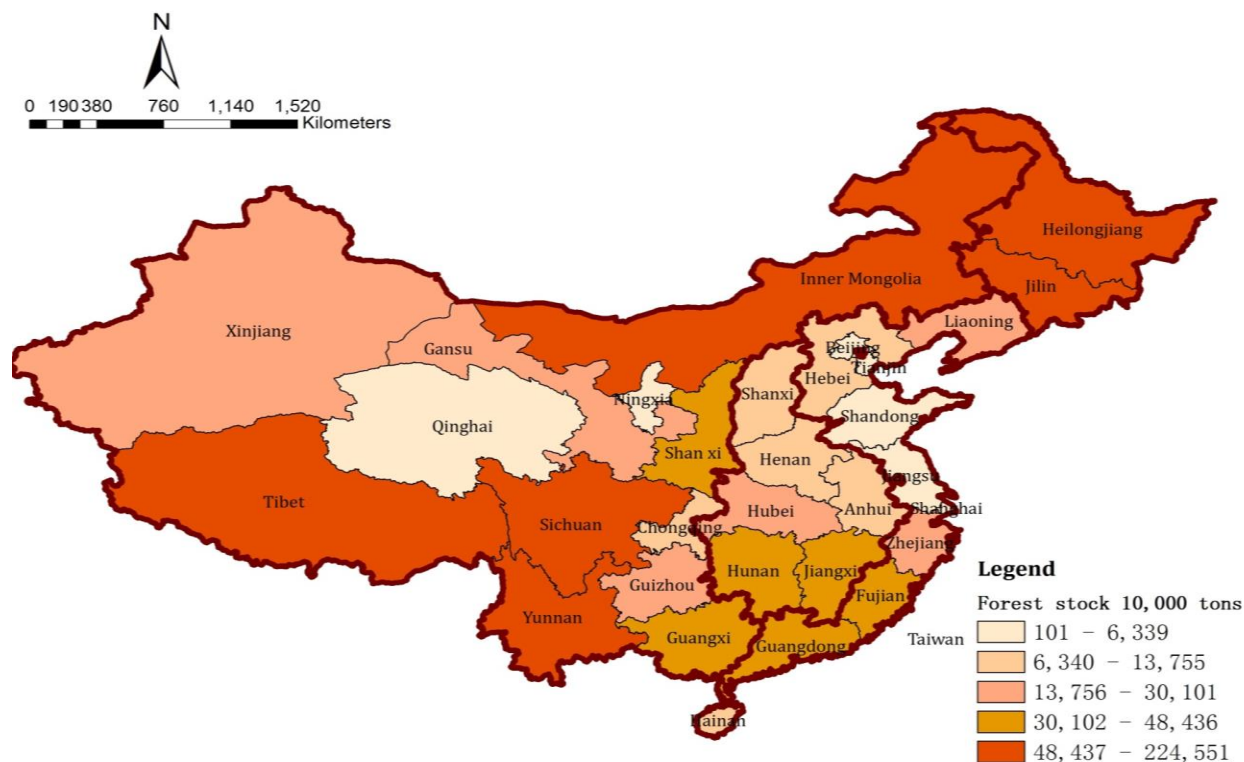 N
0 190 380 760 1,140 1,520
Kilometers
Heilongjiang
Inner Mongolia
Jilin
Xinjiang
Liaoning
Gansu
Beijing
Tianjin
Hebei
Shanxi
Ningxia
Shandong
Qinghai
Shan xi
Henan
Jiangsu
Tibet
Sichuan
Hubei
Anhui
Shanghai
Chongqing
Zhejiang
Hunan
Jiangxi
Guizhou
Fujian
Yunnan
Guangxi
Guangdong
Taiwan
Hainan
Legend
Forest stock 10,000 tons
101 - 6,339
6,340 - 13,755
13,756 - 30,101
30,102 - 48,436
48,437 - 224,551